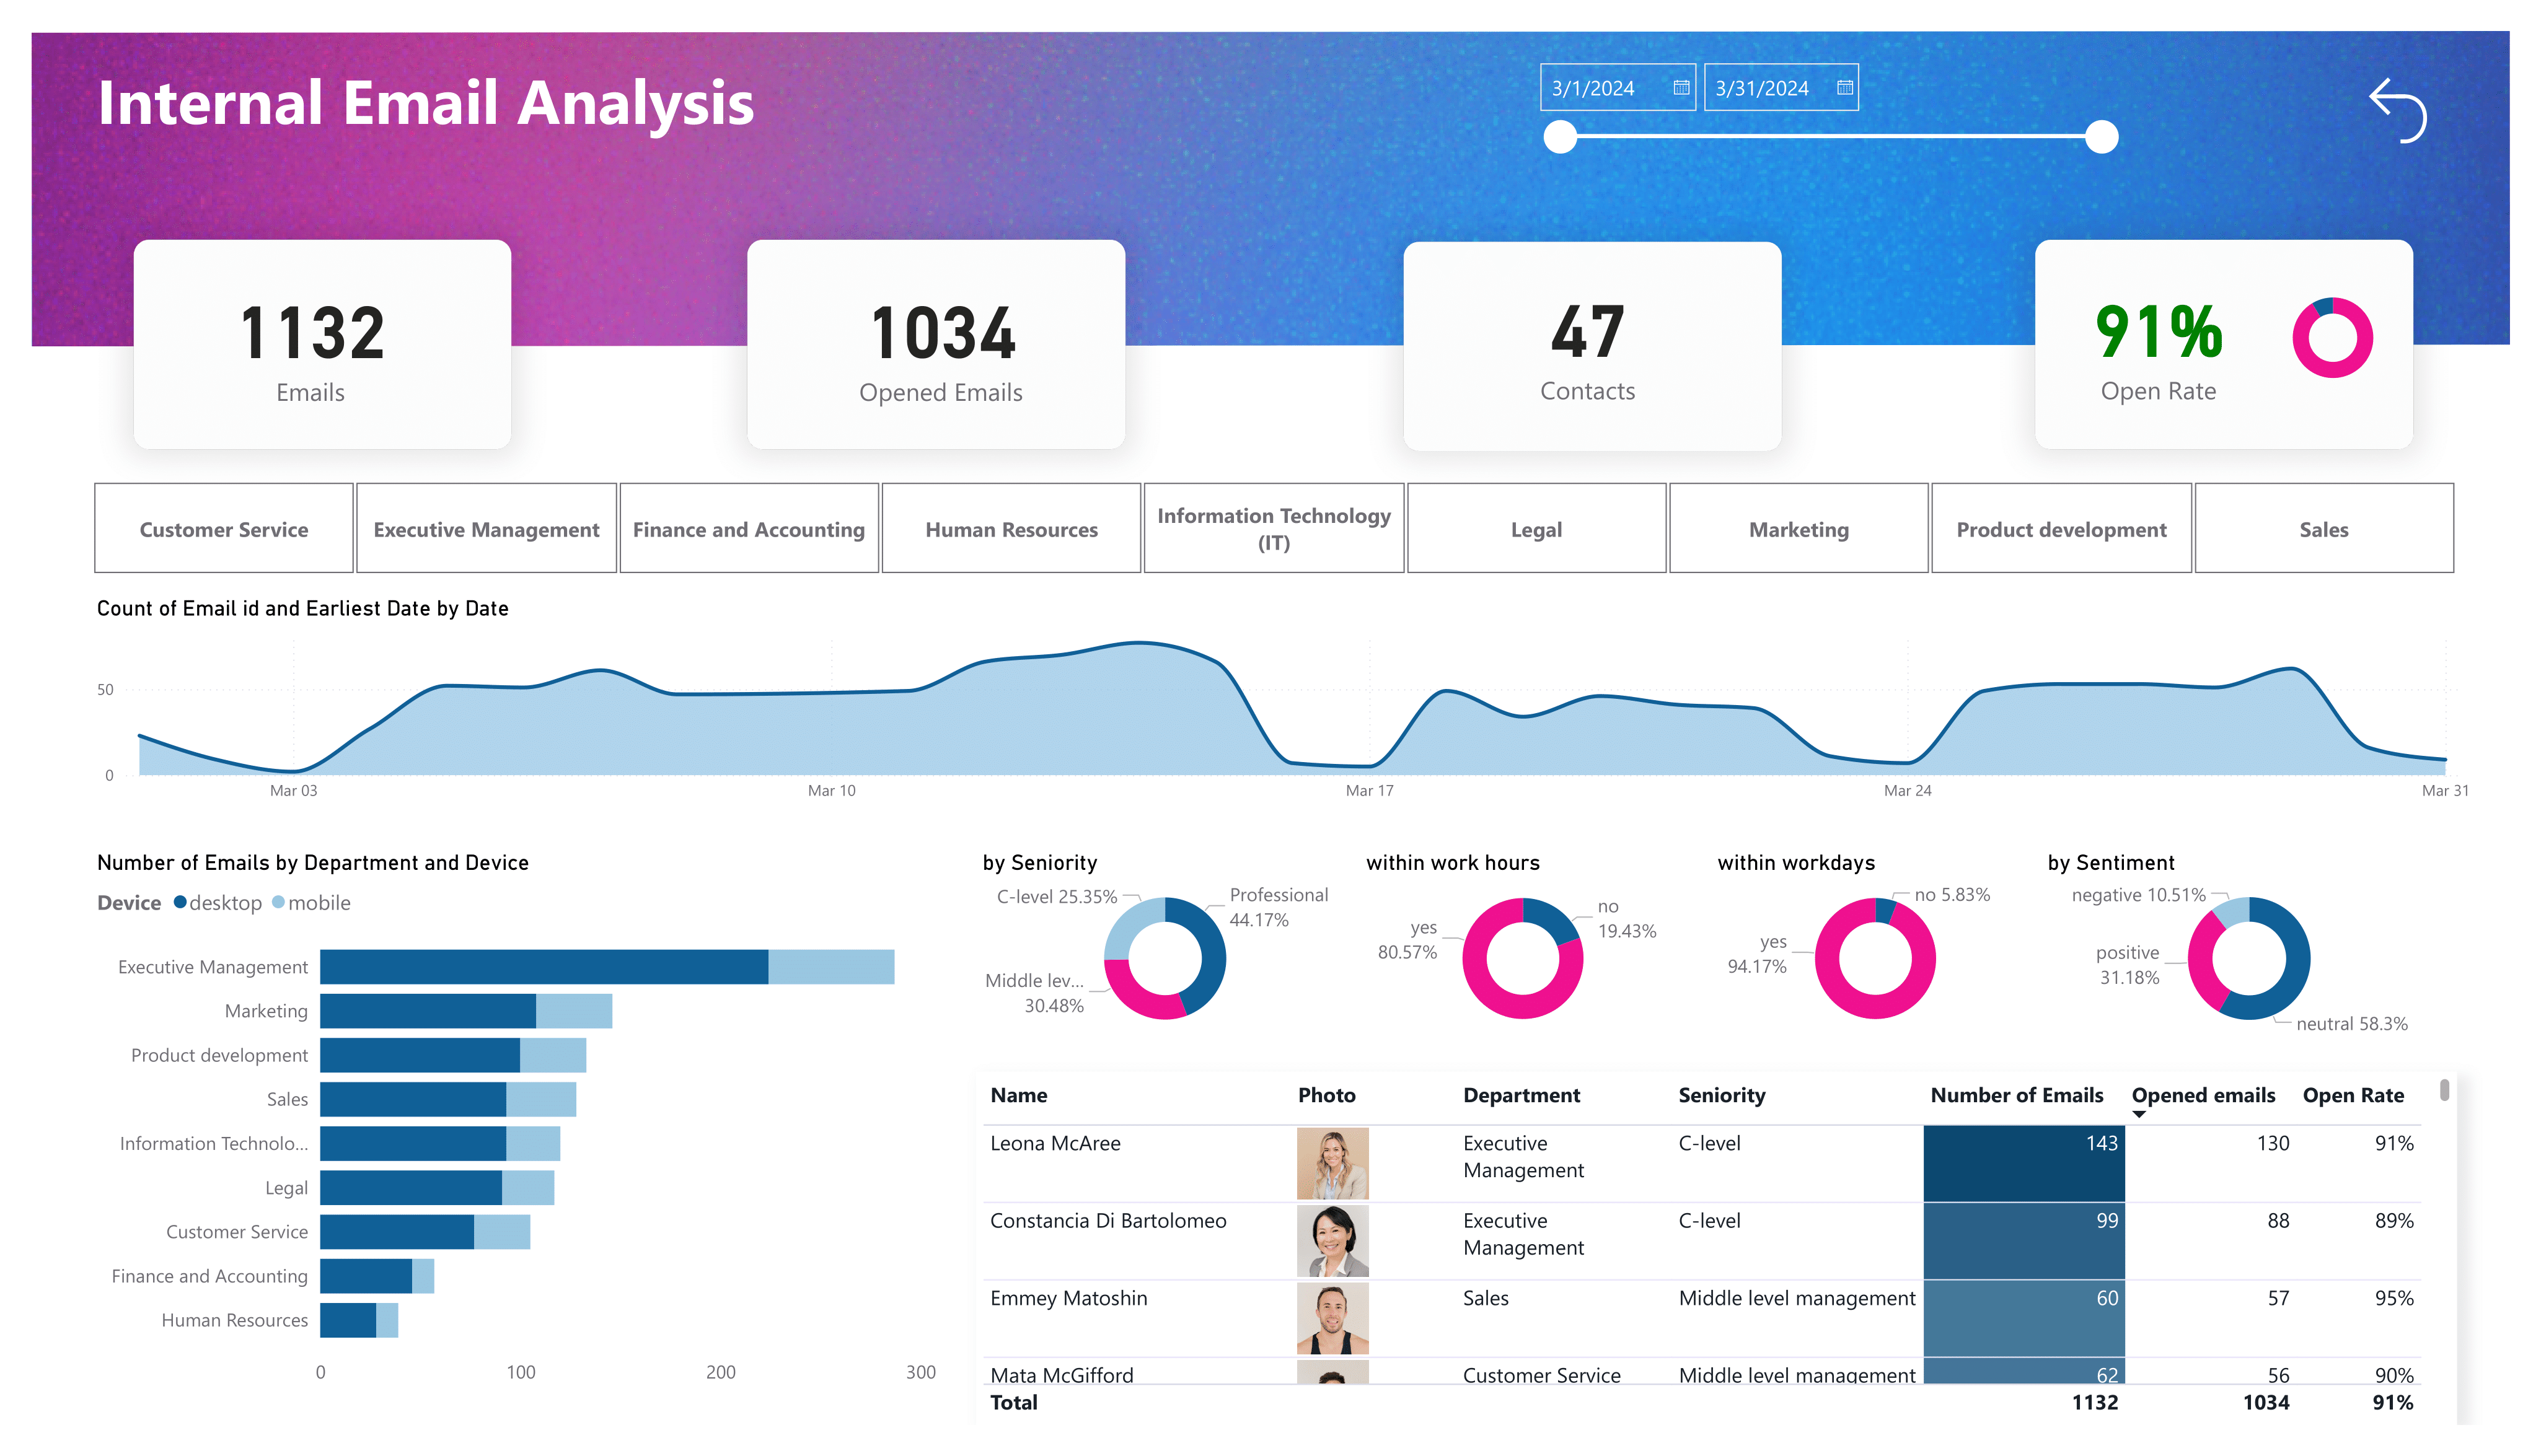 Internal Email Analysis
3/1/2024
3/31/2024
1132
Emails
1034
Opened Emails
47
Contacts
91%
Open Rate
Customer Service
Executive Management
Finance and Accounting
Human Resources
Information Technology
(IT)
Legal
Marketing
Product development
Sales
Count of Email id and Earliest Date by Date
50
0
Mar 03
Mar 10
Mar 17
Mar 24
Mar 31
Number of Emails by Department and Device
Device desktop mobile
Executive Management
Marketing
Product development
Sales
Information Technolo...
Legal
Customer Service
Finance and Accounting
Human Resources
0 100 200 300
by Seniority
C-level 25.35%
Professional
44.17%
Middle lev...
30.48%
within work hours
no
19.43%
yes
80.57%
within workdays
no 5.83%
yes
94.17%
by Sentiment
negative 10.51%
positive
31.18%
neutral 58.3%
Name Photo Department Seniority Number of Emails Opened emails Open Rate
Leona McAree Executive C-level 143 130 91%
Management
Constancia Di Bartolomeo Executive C-level 99 88 89%
Management
Emmey Matoshin Sales Middle level management 60 57 95%
Mata McGifford Customer Service Middle level management 62 56 90%
Total 1132 1034 91%